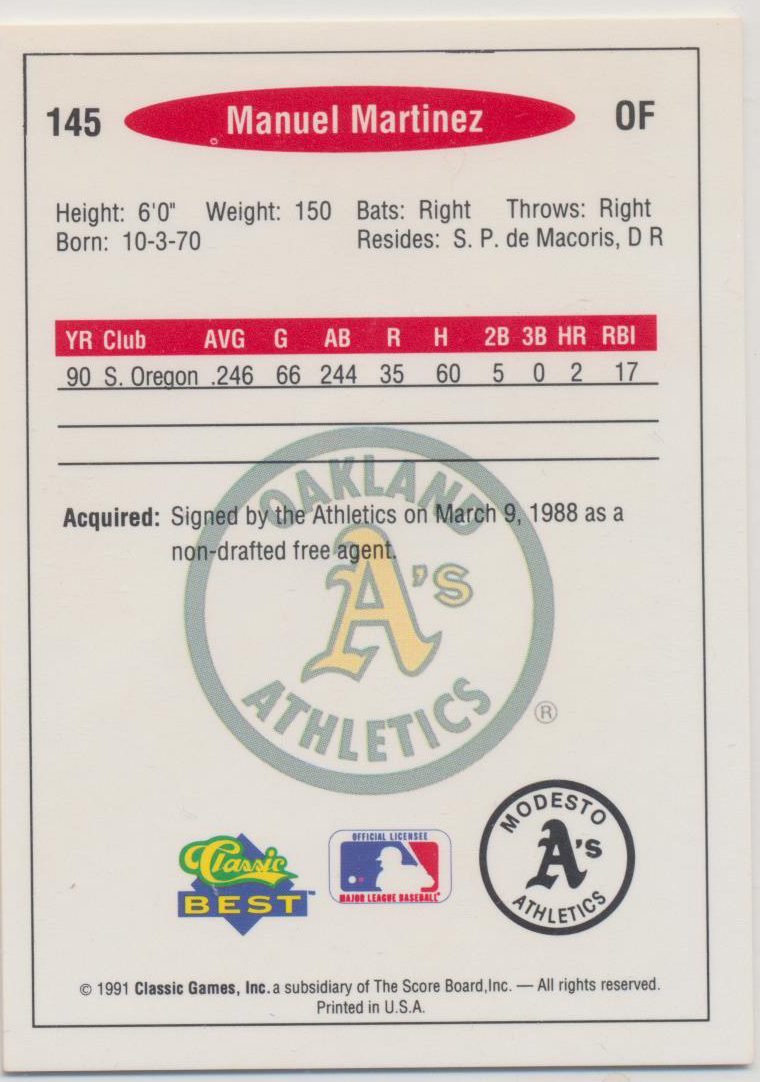 145 Manuel Martinez OF
Height: 6'0" Weight: 150 Bats: Right Throws: Right
Born: 10-3-70 Resides: S. P. de Macoris, D R
YR Club AVG G AB R H 2B 3B HR RBI
90 S. Oregon .246 66 244 35 60 5 0 2 17
OAKLAND
Acquired: Signed by the Athletics on March 9, 1988 as a
non-drafted free agent.
A's
ATHLETICS
®
Classic
BEST™
OFFICIAL LICENSEE
MAJOR LEAGUE BASEBALL®
MODESTO
A's
ATHLETICS
© 1991 Classic Games, Inc. a subsidiary of The Score Board,Inc. — All rights reserved.
Printed in U.S.A.